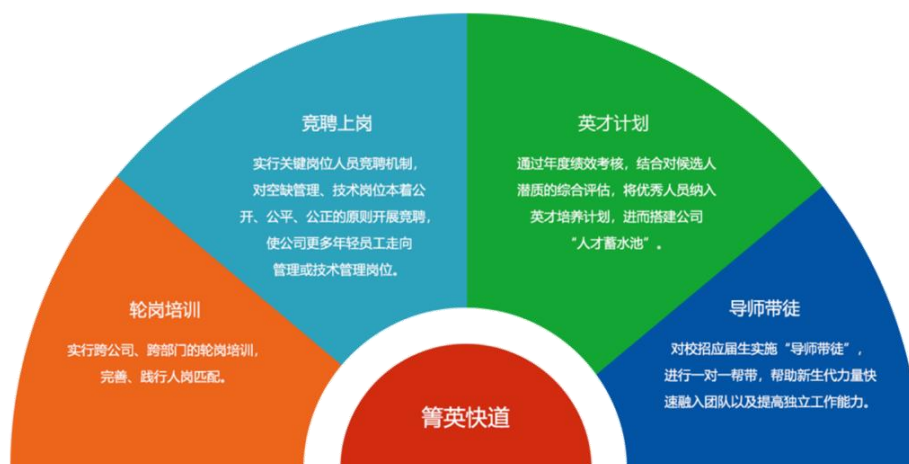 竞聘上岗
实行关键岗位人员竞聘机制，
对空缺管理、技术岗位本着公
开、公平、公正的原则开展竞聘，
使公司更多年轻员工走向
管理或技术管理岗位。
英才计划
通过年度绩效考核，结合对候选人
潜质的综合评估，将优秀人员纳入
英才培养计划，进而搭建公司
“人才蓄水池”。
轮岗培训
实行跨公司、跨部门的轮岗培训，
完善、践行人岗匹配。
导师带徒
对校招应届生实施“导师带徒”，
进行一对一帮带，帮助新生代力量快
速融入团队以及提高独立工作能力。
箐英快道